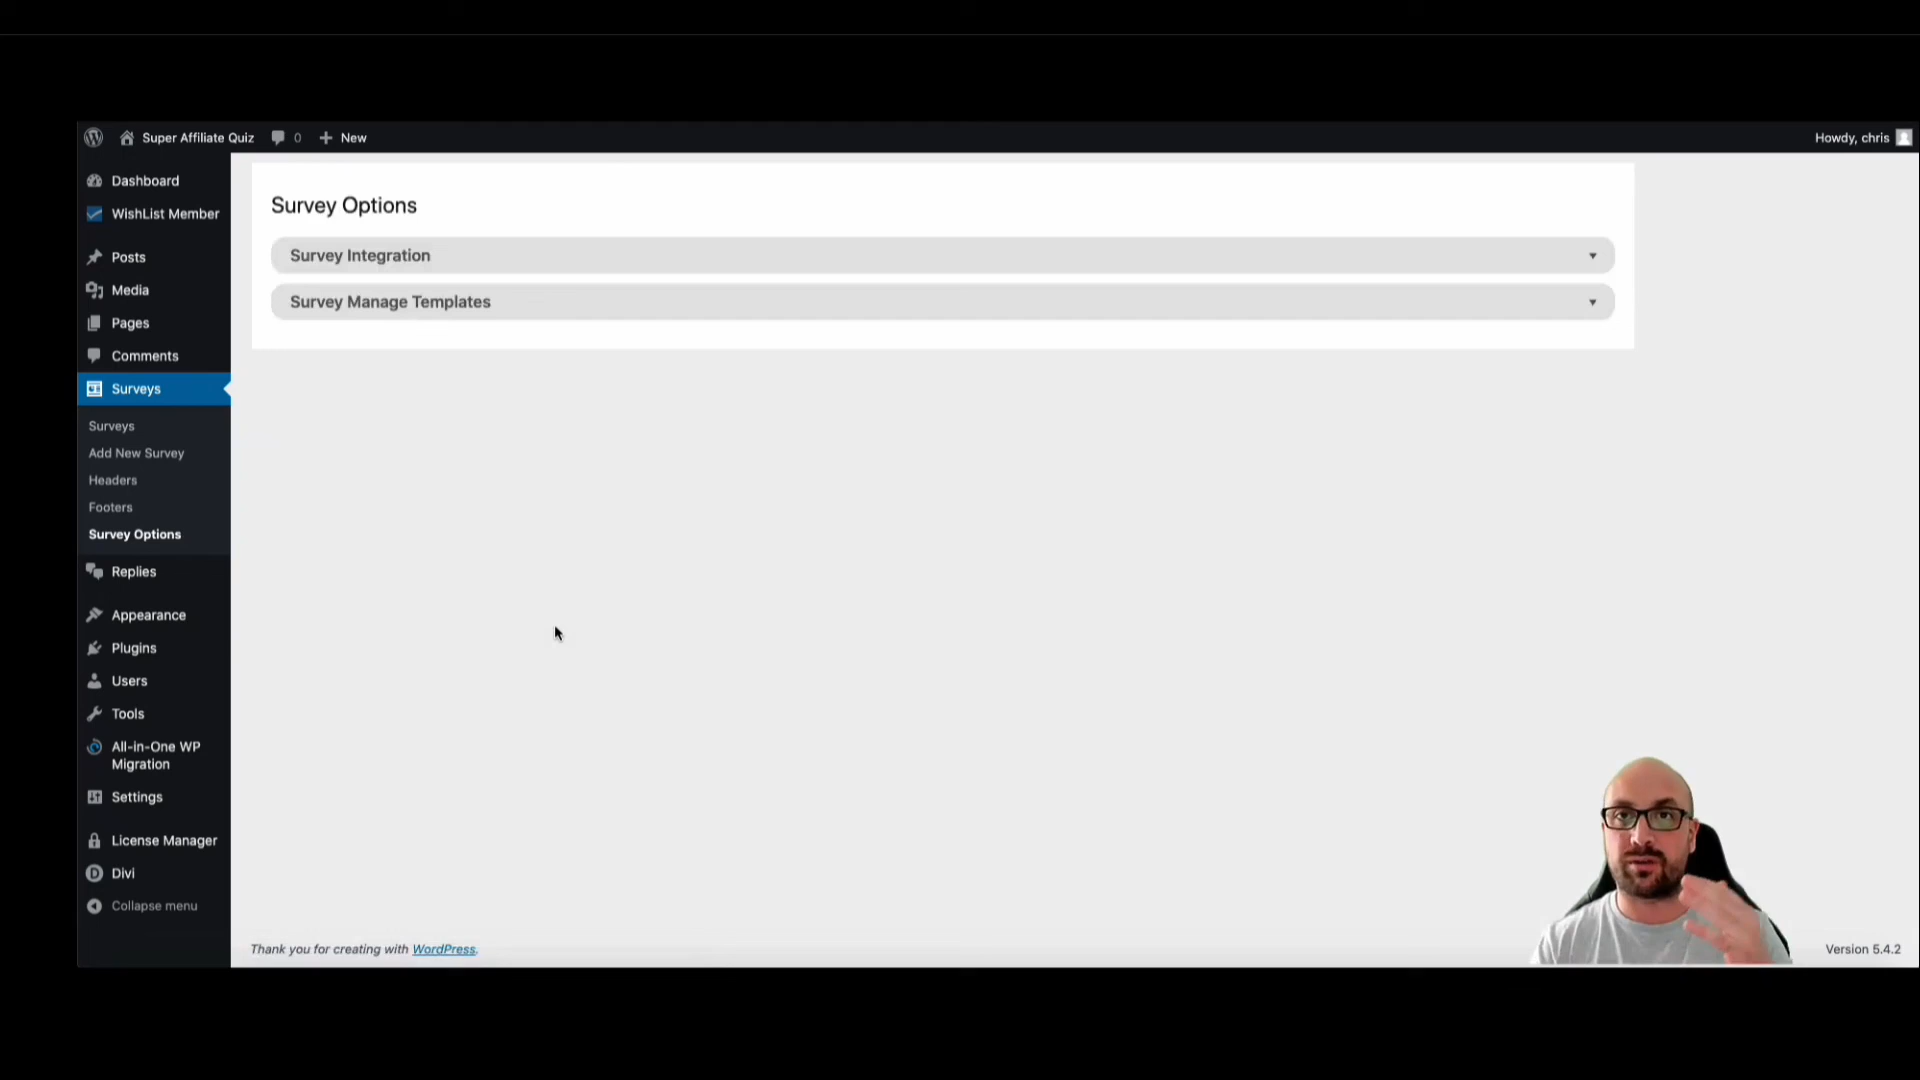 Super Affiliate Quiz 0 New Howdy, chris
Dashboard
WishList Member
Posts
Media
Pages
Comments
Surveys
Surveys
Add New Survey
Headers
Footers
Survey Options
Replies
Appearance
Plugins
Users
Tools
All-in-One WP
Migration
Settings
License Manager
Divi
Collapse menu
Survey Options
Survey Integration
Survey Manage Templates
Thank you for creating with WordPress.
Version 5.4.2